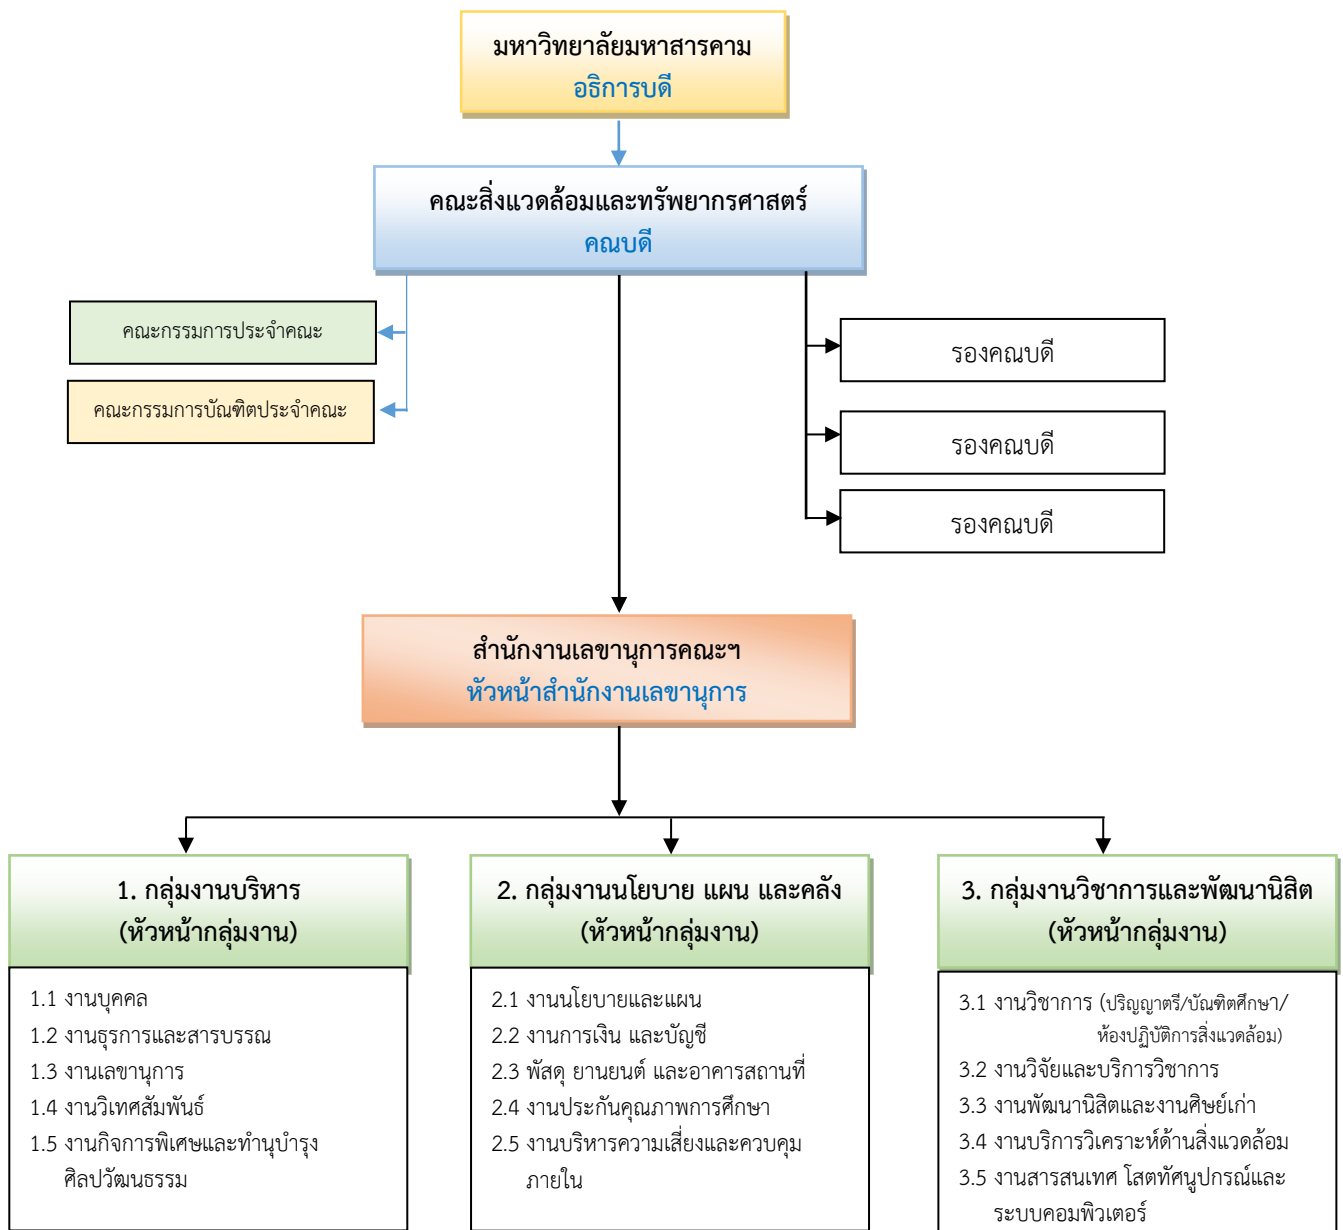 มหาวิทยาลัยมหาสารคาม
อธิการบดี
คณะสิ่งแวดล้อมและทรัพยากรศาสตร์
คณบดี
คณะกรรมการประจำคณะ
คณะกรรมการบัณฑิตประจำคณะ
รองคณบดี
รองคณบดี
รองคณบดี
สำนักงานเลขานุการคณะฯ
หัวหน้าสำนักงานเลขานุการ
1. กลุ่มงานบริหาร
(หัวหน้ากลุ่มงาน)
1.1 งานบุคคล
1.2 งานธุรการและสารบรรณ
1.3 งานเลขานุการ
1.4 งานวิเทศสัมพันธ์
1.5 งานกิจการพิเศษและทำนุบำรุง
ศิลปวัฒนธรรม
2. กลุ่มงานนโยบาย แผน และคลัง
(หัวหน้ากลุ่มงาน)
2.1 งานนโยบายและแผน
2.2 งานการเงิน และบัญชี
2.3 พัสดุ ยานยนต์ และอาคารสถานที่
2.4 งานประกันคุณภาพการศึกษา
2.5 งานบริหารความเสี่ยงและควบคุม
ภายใน
3. กลุ่มงานวิชาการและพัฒนานิสิต
(หัวหน้ากลุ่มงาน)
3.1 งานวิชาการ (ปริญญาตรี/บัณฑิตศึกษา/
ห้องปฏิบัติการสิ่งแวดล้อม)
3.2 งานวิจัยและบริการวิชาการ
3.3 งานพัฒนานิสิตและงานศิษย์เก่า
3.4 งานบริการวิเคราะห์ด้านสิ่งแวดล้อม
3.5 งานสารสนเทศ โสตทัศนูปกรณ์และ
ระบบคอมพิวเตอร์